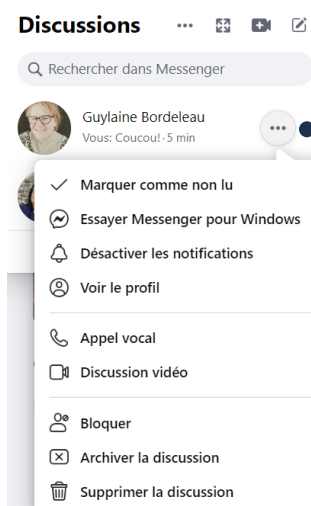 Discussions
Rechercher dans Messenger
Guylaine Bordeleau
Vous: Coucou! · 5 min
Marquer comme non lu
Essayer Messenger pour Windows
Désactiver les notifications
Voir le profil
Appel vocal
Discussion vidéo
Bloquer
Archiver la discussion
Supprimer la discussion